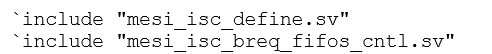 `include "mesi_isc_define.sv"
`include "mesi_isc_breq_fifos_cntl.sv"